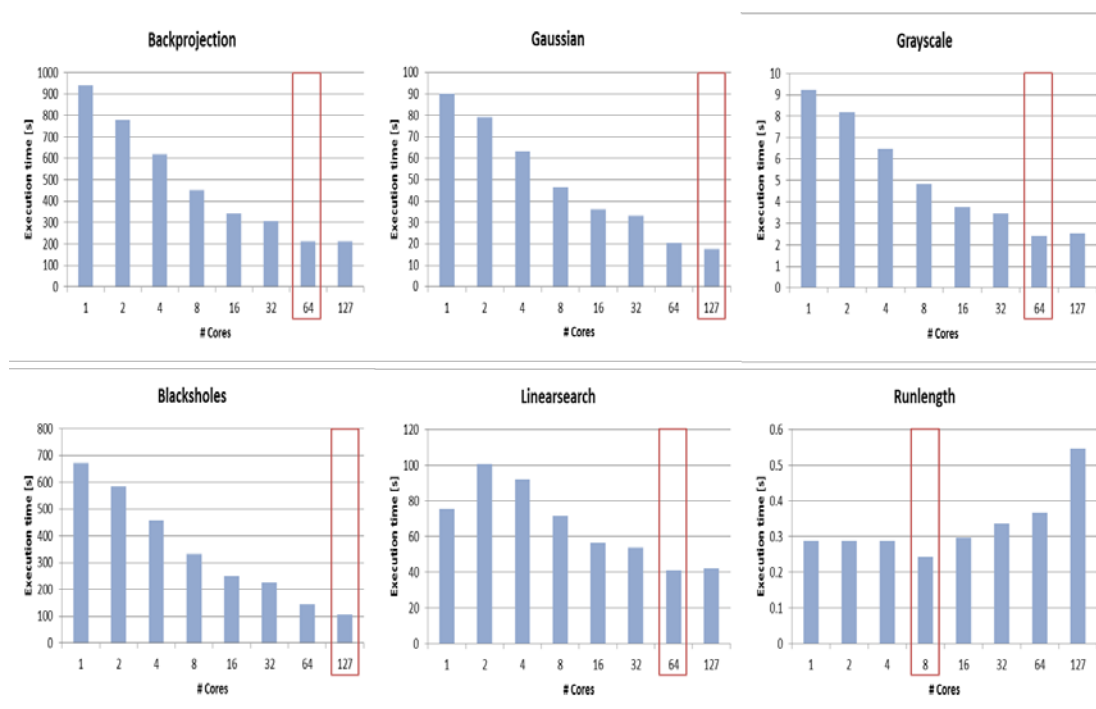 Backprojection
Execution time [s]
1000
900
800
700
600
500
400
300
200
100
0
1 2 4 8 16 32 64 127
# Cores
Gaussian
Execution time [s]
100
90
80
70
60
50
40
30
20
10
0
1 2 4 8 16 32 64 127
# Cores
Grayscale
Execution time [s]
10
9
8
7
6
5
4
3
2
1
0
1 2 4 8 16 32 64 127
# Cores
Blacksholes
Execution time [s]
800
700
600
500
400
300
200
100
0
1 2 4 8 16 32 64 127
# Cores
Linearsearch
Execution time [s]
120
100
80
60
40
20
0
1 2 4 8 16 32 64 127
# Cores
Runlength
Execution time [s]
0.6
0.5
0.4
0.3
0.2
0.1
0
1 2 4 8 16 32 64 127
# Cores